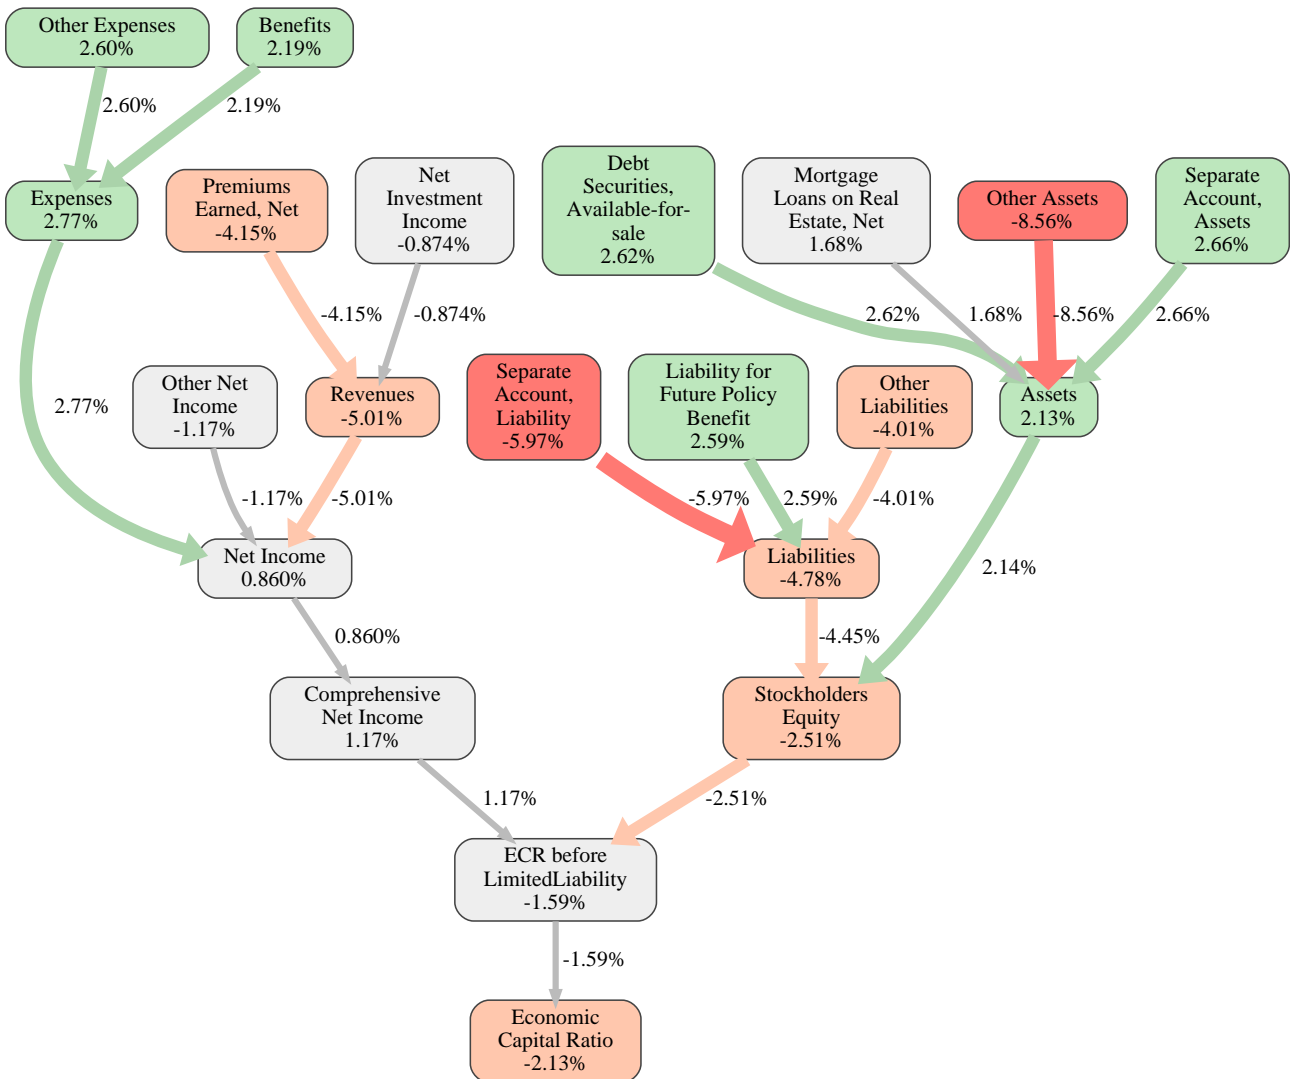 Other Expenses
2.60%
Benefits
2.19%
2.60%
2.19%
Expenses
2.77%
Premiums
Earned, Net
-4.15%
Net
Investment
Income
-0.874%
Debt
Securities,
Available-for-
sale
2.62%
Mortgage
Loans on Real
Estate, Net
1.68%
Other Assets
-8.56%
Separate
Account,
Assets
2.66%
-4.15%
-0.874%
2.62%
1.68%
-8.56%
2.66%
2.77%
Other Net
Income
-1.17%
Revenues
-5.01%
Separate
Account,
Liability
-5.97%
Liability for
Future Policy
Benefit
2.59%
Other
Liabilities
-4.01%
Assets
2.13%
-1.17%
-5.01%
-5.97%
2.59%
-4.01%
Net Income
0.860%
Liabilities
-4.78%
2.14%
0.860%
-4.45%
Comprehensive
Net Income
1.17%
Stockholders
Equity
-2.51%
1.17%
-2.51%
ECR before
LimitedLiability
-1.59%
-1.59%
Economic
Capital Ratio
-2.13%